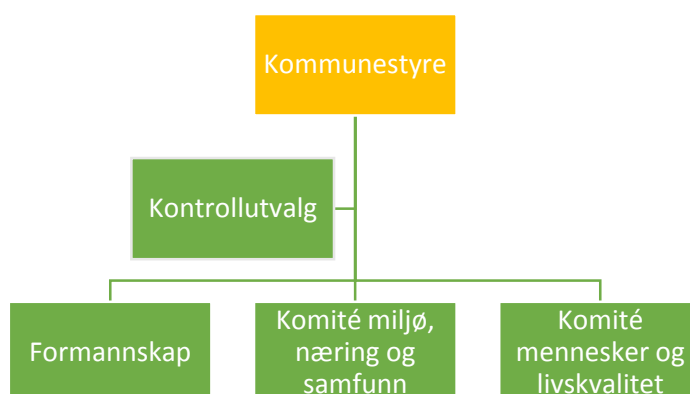 Kommunestyre
Kontrollutvalg
Formannskap
Komité miljø,
næring og
samfunn
Komité
mennesker og
livskvalitet